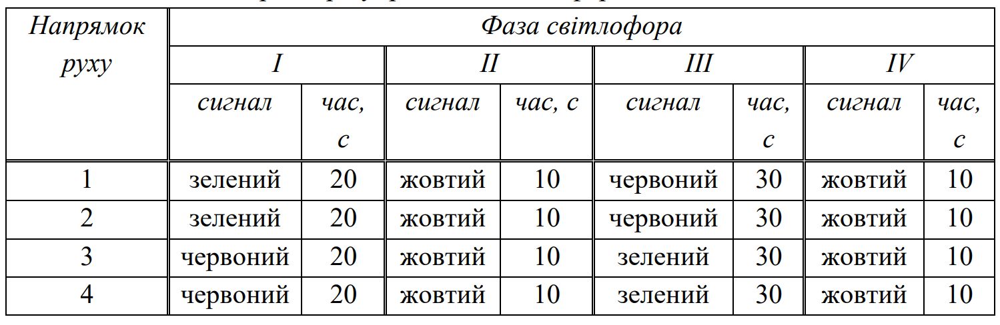 Напрямок руху Фаза світлофора
I II III IV
сигнал час, с сигнал час, с сигнал час, с сигнал час, с
1 зелений 20 жовтий 10 червоний 30 жовтий 10
2 зелений 20 жовтий 10 червоний 30 жовтий 10
3 червоний 20 жовтий 10 зелений 30 жовтий 10
4 червоний 20 жовтий 10 зелений 30 жовтий 10